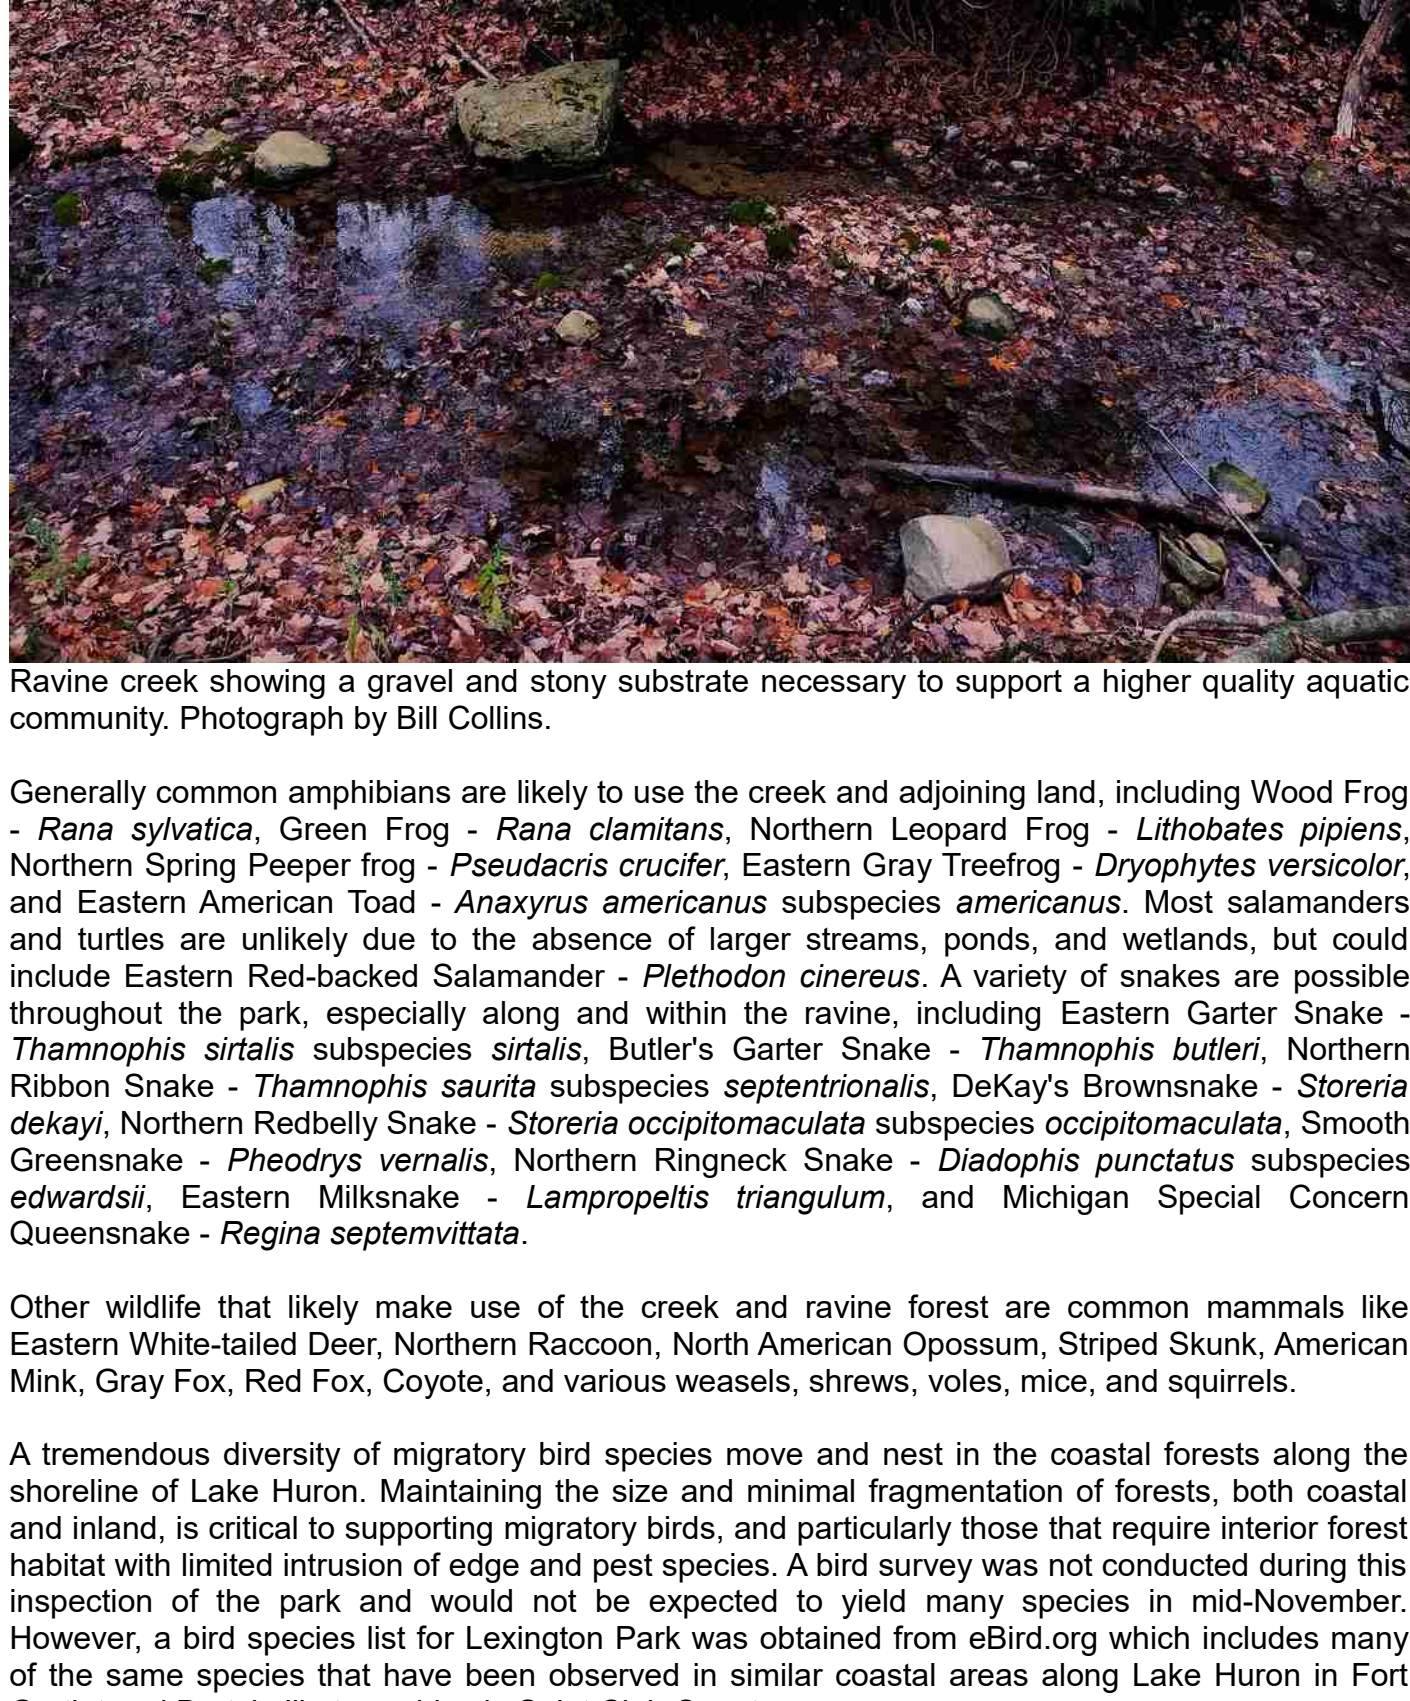 Ravine creek showing a gravel and stony substrate necessary to support a higher quality aquatic
community. Photograph by Bill Collins.
Generally common amphibians are likely to use the creek and adjoining land, including Wood Frog
- Rana sylvatica, Green Frog - Rana clamitans, Northern Leopard Frog - Lithobates pipiens,
Northern Spring Peeper frog - Pseudacris crucifer, Eastern Gray Treefrog - Dryophytes versicolor,
and Eastern American Toad - Anaxyrus americanus subspecies americanus. Most salamanders
and turtles are unlikely due to the absence of larger streams, ponds, and wetlands, but could
include Eastern Red-backed Salamander - Plethodon cinereus. A variety of snakes are possible
throughout the park, especially along and within the ravine, including Eastern Garter Snake -
Thamnophis sirtalis subspecies sirtalis, Butler's Garter Snake - Thamnophis butleri, Northern
Ribbon Snake - Thamnophis saurita subspecies septentrionalis, DeKay's Brownsnake - Storeria
dekayi, Northern Redbelly Snake - Storeria occipitomaculata subspecies occipitomaculata, Smooth
Greensnake - Pheodrys vernalis, Northern Ringneck Snake - Diadophis punctatus subspecies
edwardsii, Eastern Milksnake - Lampropeltis triangulum, and Michigan Special Concern
Queensnake - Regina septemvittata.
Other wildlife that likely make use of the creek and ravine forest are common mammals like
Eastern White-tailed Deer, Northern Raccoon, North American Opossum, Striped Skunk, American
Mink, Gray Fox, Red Fox, Coyote, and various weasels, shrews, voles, mice, and squirrels.
A tremendous diversity of migratory bird species move and nest in the coastal forests along the
shoreline of Lake Huron. Maintaining the size and minimal fragmentation of forests, both coastal
and inland, is critical to supporting migratory birds, and particularly those that require interior forest
habitat with limited intrusion of edge and pest species. A bird survey was not conducted during this
inspection of the park and would not be expected to yield many species in mid-November.
However, a bird species list for Lexington Park was obtained from eBird.org which includes many
of the same species that have been observed in similar coastal areas along Lake Huron in Fort